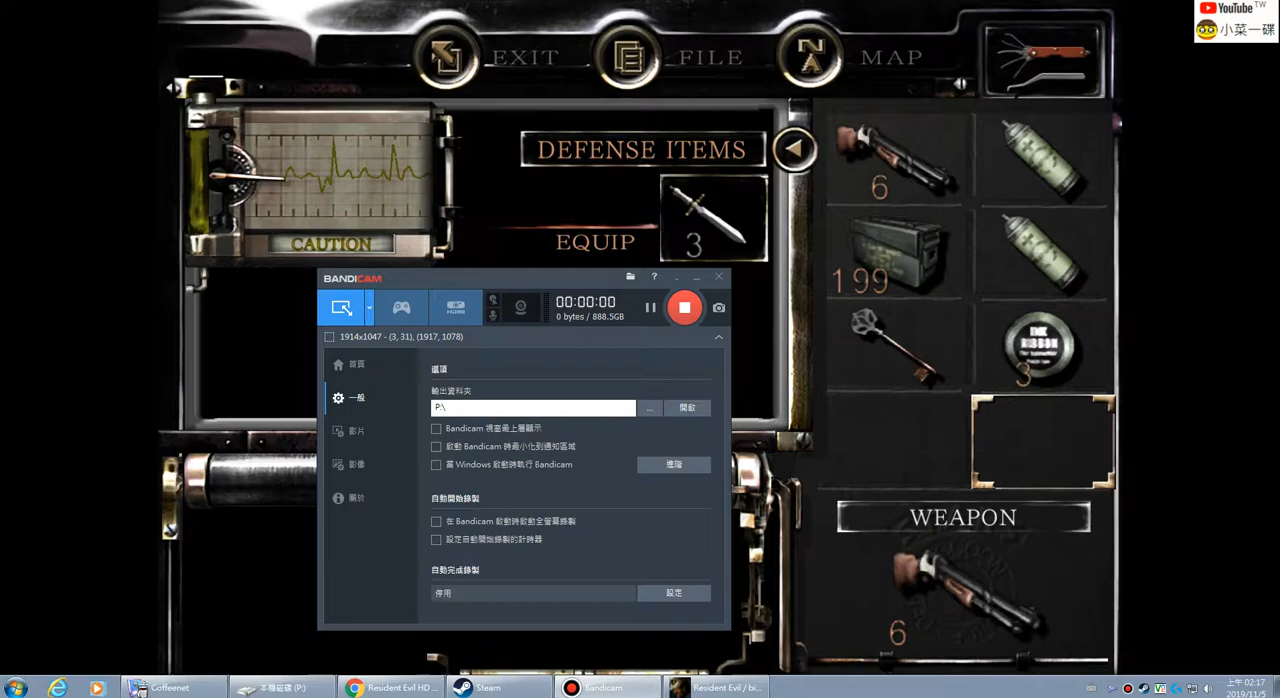 YouTube TW
小菜一碟
EXIT
FILE
MAP
CAUTION
DEFENSE ITEMS
EQUIP
3
6
199
INK
RIBBON
3
WEAPON
6
BANDICAM
?
HDMI
00:00:00
0 bytes / 888.5GB
1914x1047 - (3, 31), (1917, 1078)
首頁
一般
影片
影像
關於
選項
輸出資料夾
P:\
...
開啟
Bandicam 視窗最上層顯示
啟動 Bandicam 時最小化到通知區域
當 Windows 啟動時執行 Bandicam
進階
自動開始錄製
在 Bandicam 啟動時啟動全螢幕錄製
設定自動開始錄製的計時器
自動完成錄製
停用
設定
Coffeenet
本機磁碟 (P:)
Resident Evil HD ...
Steam
Bandicam
Resident Evil / bi...
上午 02:17
2019/11/5